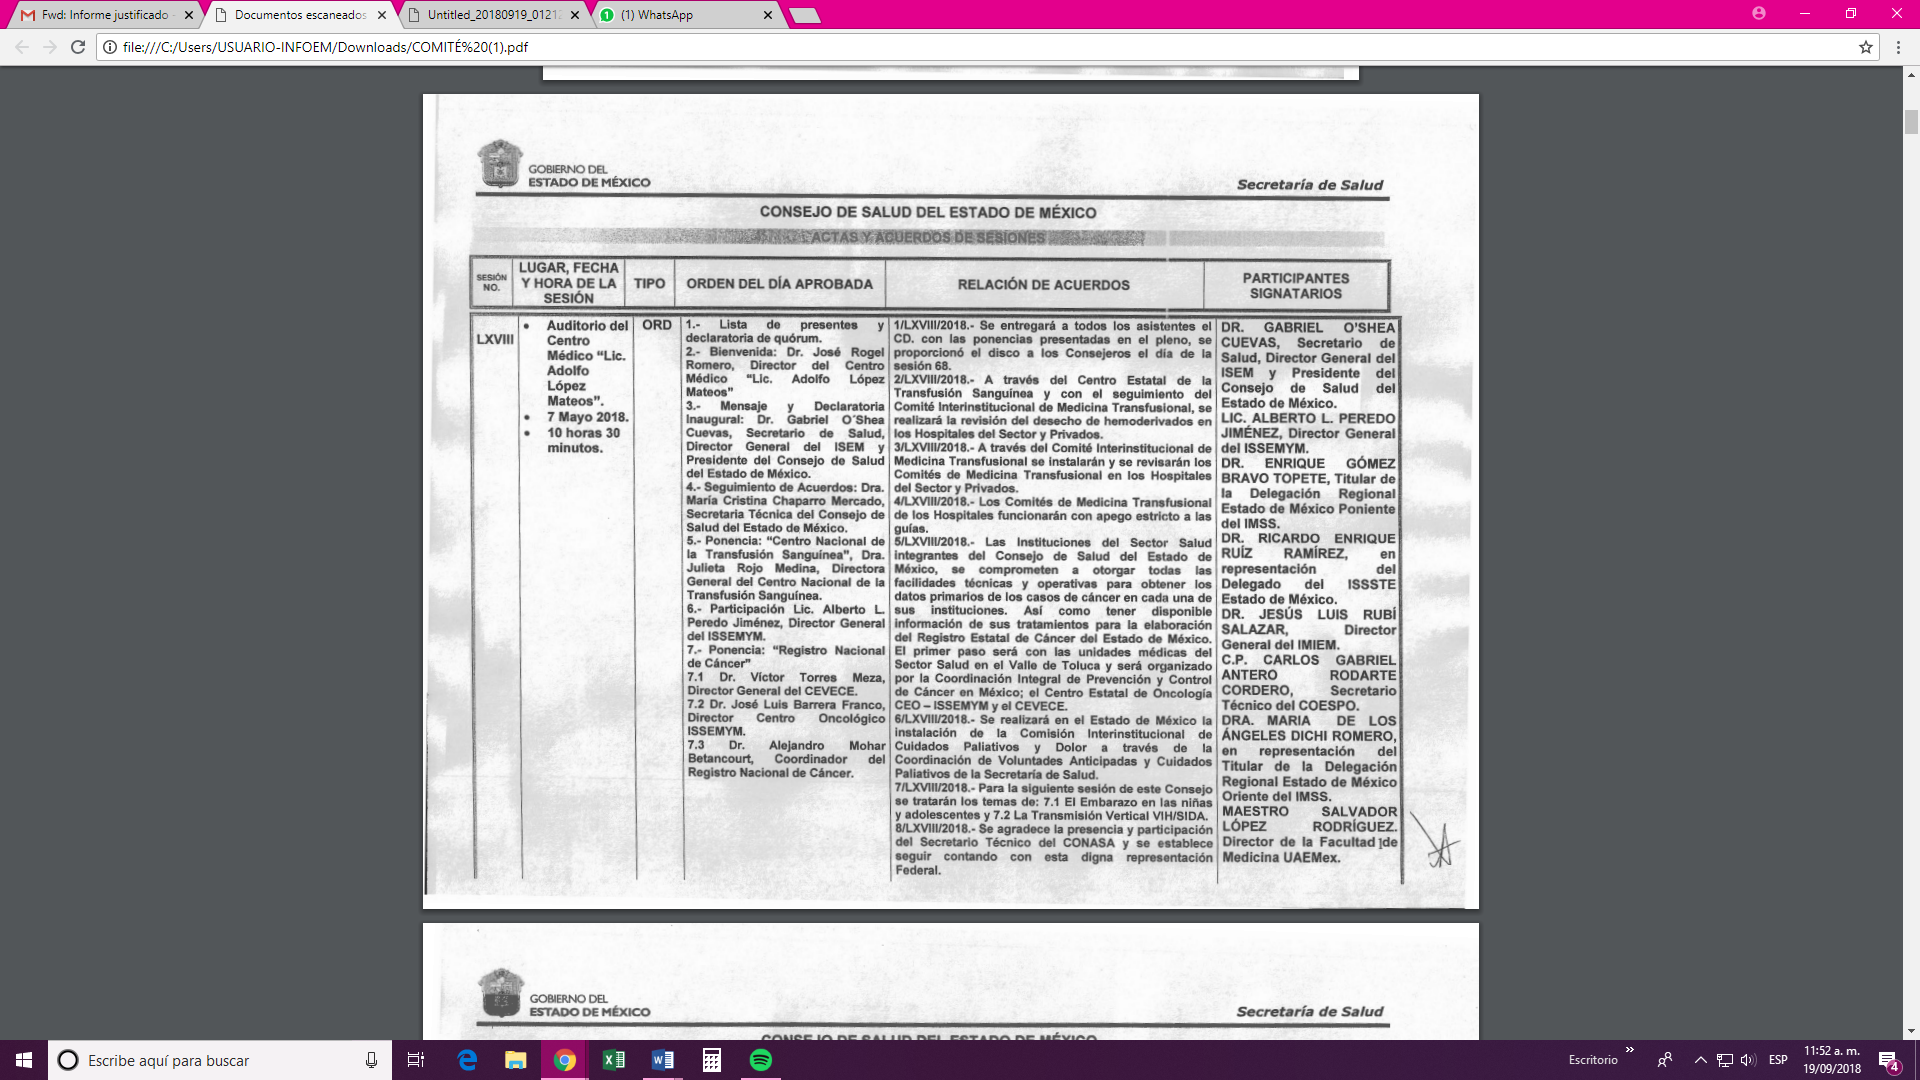 Fwd: Informe justificado -
Documentos escaneados
Untitled_20180919_0121
(1) WhatsApp
file:///C:/Users/USUARIO-INFOEM/Downloads/COMITÉ%20(1).pdf
GOBIERNO DEL
ESTADO DE MÉXICO
Secretaría de Salud
CONSEJO DE SALUD DEL ESTADO DE MÉXICO
ACTAS Y ACUERDOS DE SESIONES
SESIÓN NO.
LUGAR, FECHA Y HORA DE LA SESIÓN
TIPO
ORDEN DEL DÍA APROBADA
RELACIÓN DE ACUERDOS
PARTICIPANTES SIGNATARIOS
LXVIII
• Auditorio del
Centro
Médico “Lic.
Adolfo
López
Mateos”.
• 7 Mayo 2018.
• 10 horas 30
minutos.
ORD
1.- Lista de presentes y
declaratoria de quórum.
2.- Bienvenida: Dr. José Rogel
Romero, Director del Centro
Médico “Lic. Adolfo López
Mateos”
3.- Mensaje y Declaratoria
Inaugural: Dr. Gabriel O´Shea
Cuevas, Secretario de Salud,
Director General del ISEM y
Presidente del Consejo de Salud
del Estado de México.
4.- Seguimiento de Acuerdos: Dra.
María Cristina Chaparro Mercado,
Secretaria Técnica del Consejo de
Salud del Estado de México.
5.- Ponencia: “Centro Nacional de
la Transfusión Sanguínea”, Dra.
Julieta Rojo Medina, Directora
General del Centro Nacional de la
Transfusión Sanguínea.
6.- Participación Lic. Alberto L.
Peredo Jiménez, Director General
del ISSEMYM.
7.- Ponencia: “Registro Nacional
de Cáncer”
7.1 Dr. Víctor Torres Meza,
Director General del CEVECE.
7.2 Dr. José Luis Barrera Franco,
Director Centro Oncológico
ISSEMYM.
7.3 Dr. Alejandro Mohar
Betancourt, Coordinador del
Registro Nacional de Cáncer.
1/LXVIII/2018.- Se entregará a todos los asistentes el
CD. con las ponencias presentadas en el pleno, se
proporcionó el disco a los Consejeros el día de la
sesión 68.
2/LXVIII/2018.- A través del Centro Estatal de la
Transfusión Sanguínea y con el seguimiento del
Comité Interinstitucional de Medicina Transfusional, se
realizará la revisión del desecho de hemoderivados en
los Hospitales del Sector y Privados.
3/LXVIII/2018.- A través del Comité Interinstitucional de
Medicina Transfusional se instalarán y se revisarán los
Comités de Medicina Transfusional en los Hospitales
del Sector y Privados.
4/LXVIII/2018.- Los Comités de Medicina Transfusional
de los Hospitales funcionarán con apego estricto a las
guías.
5/LXVIII/2018.- Las Instituciones del Sector Salud
integrantes del Consejo de Salud del Estado de
México, se comprometen a otorgar todas las
facilidades técnicas y operativas para obtener los
datos primarios de los casos de cáncer en cada una de
sus instituciones. Así como tener disponible
información de sus tratamientos para la elaboración
del Registro Estatal de Cáncer del Estado de México.
El primer paso será con las unidades médicas del
Sector Salud en el Valle de Toluca y será organizado
por la Coordinación Integral de Prevención y Control
de Cáncer en México; el Centro Estatal de Oncología
CEO – ISSEMYM y el CEVECE.
6/LXVIII/2018.- Se realizará en el Estado de México la
instalación de la Comisión Interinstitucional de
Cuidados Paliativos y Dolor a través de la
Coordinación de Voluntades Anticipadas y Cuidados
Paliativos de la Secretaría de Salud.
7/LXVIII/2018.- Para la siguiente sesión de este Consejo
se tratarán los temas de: 7.1 El Embarazo en las niñas
y adolescentes y 7.2 La Transmisión Vertical VIH/SIDA.
8/LXVIII/2018.- Se agradece la presencia y participación
del Secretario Técnico del CONASA y se establece
seguir contando con esta digna representación
Federal.
DR. GABRIEL O’SHEA
CUEVAS, Secretario de
Salud, Director General del
ISEM y Presidente del
Consejo de Salud del
Estado de México.
LIC. ALBERTO L. PEREDO
JIMÉNEZ, Director General
del ISSEMYM.
DR. ENRIQUE GÓMEZ
BRAVO TOPETE, Titular de
la Delegación Regional
Estado de México Poniente
del IMSS.
DR. RICARDO ENRIQUE
RUÍZ RAMÍREZ, en
representación del
Delegado del ISSSTE
Estado de México.
DR. JESÚS LUIS RUBÍ
SALAZAR, Director
General del IMIEM.
C.P. CARLOS GABRIEL
ANTERO RODARTE
CORDERO, Secretario
Técnico del COESPO.
DRA. MARIA DE LOS
ÁNGELES DICHI ROMERO,
en representación del
Titular de la Delegación
Regional Estado de México
Oriente del IMSS.
MAESTRO SALVADOR
LÓPEZ RODRÍGUEZ.
Director de la Facultad de
Medicina UAEMex.
GOBIERNO DEL
ESTADO DE MÉXICO
Secretaría de Salud
CONSEJO DE SALUD DEL ESTADO DE MÉXICO
Escribe aquí para buscar
Escritorio
ESP
11:52 a. m.
19/09/2018
4